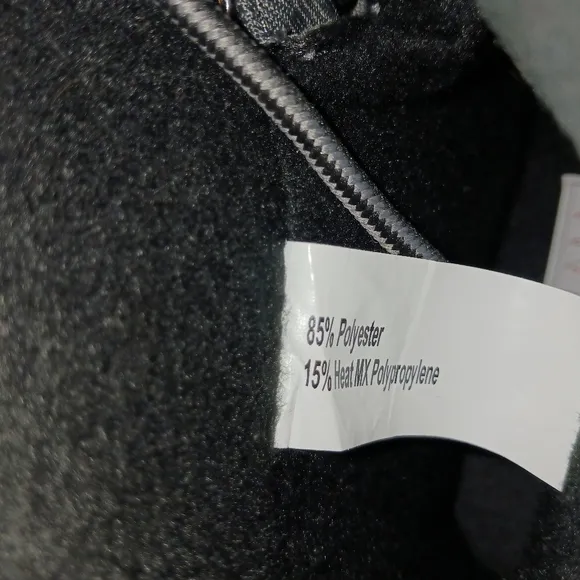 85% Polyester
15% Heat MX Polypropylene